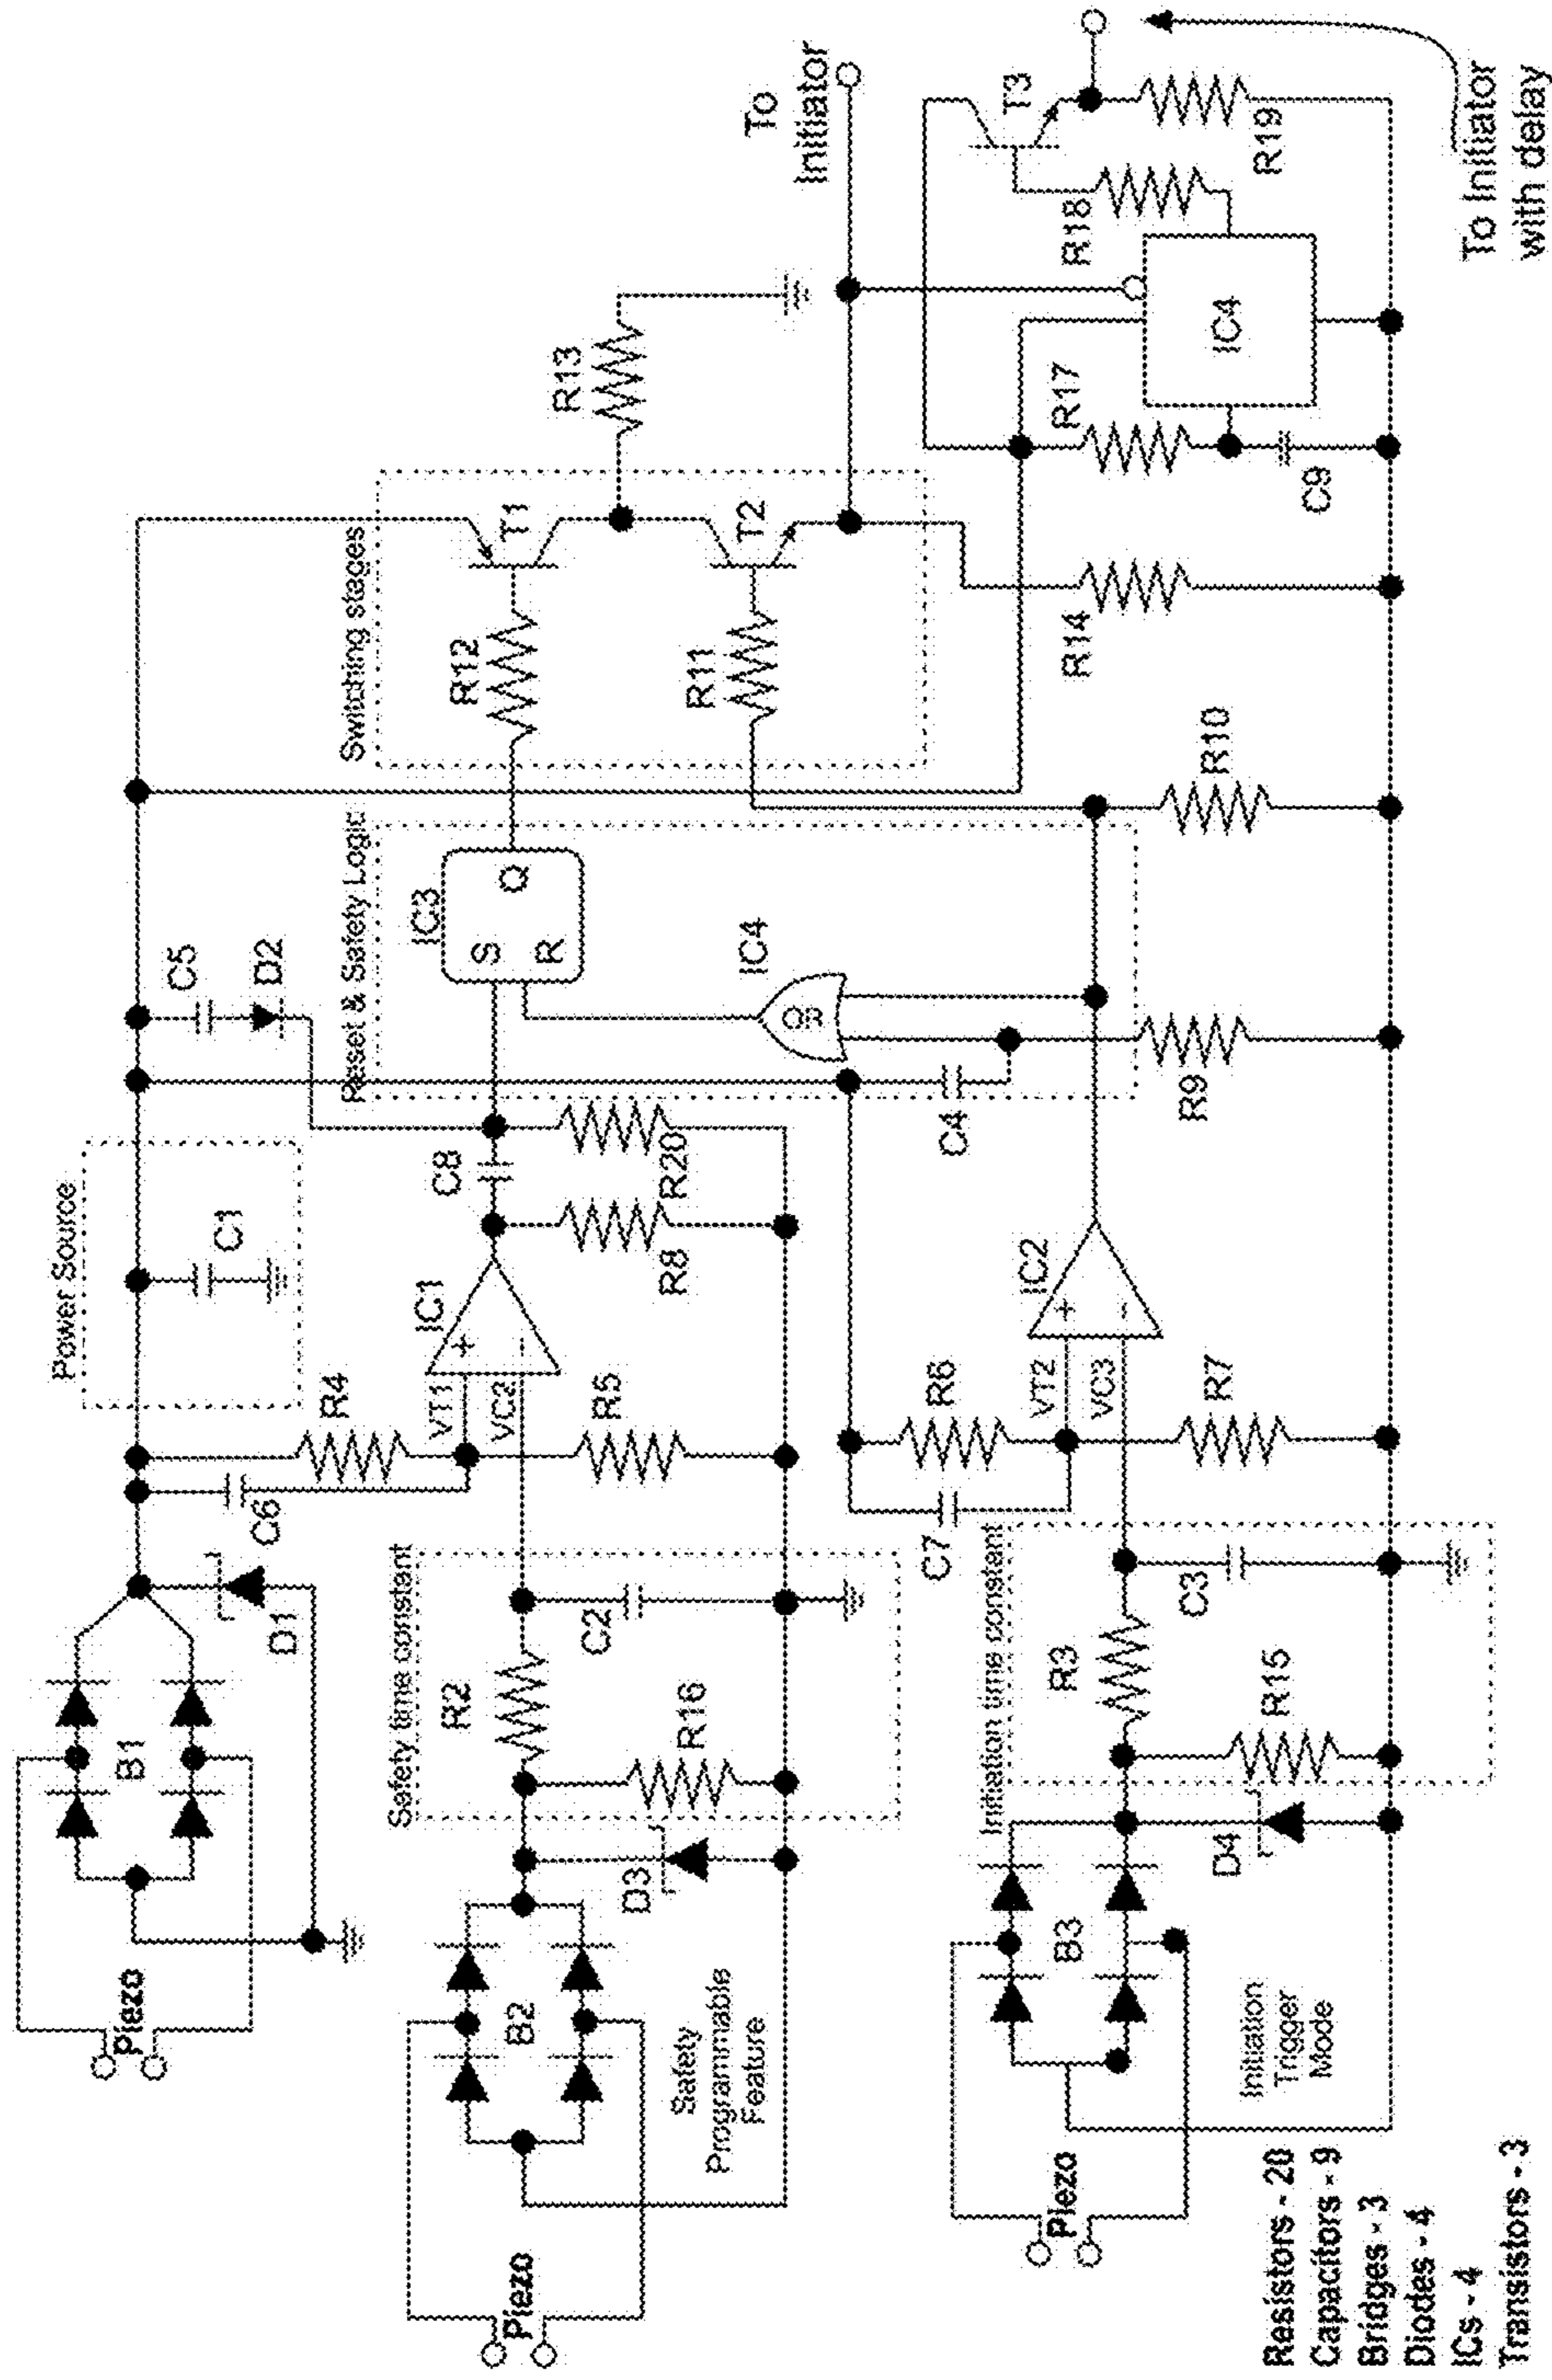 Piezo
B1
D1
C6
R4
Power Source
C1
C5
D2
Safety
Programmable
Feature
Piezo
B2
D3
Safety time constant
R2
R16
C2
VT1
VC2
R5
IC1
+
−
R8
C8
R20
Reset & Safety Logic
IC3
S
R
Q
IC4
OR
Switching stages
R12
R11
T1
T2
R13
To
Initiator
Initiation
Trigger
Mode
Piezo
B3
D4
Initiation time constant
R3
R15
C3
C7
R6
VT2
VC3
R7
IC2
+
−
C4
R9
R10
R14
R17
C9
IC4
R18
T3
R19
To Initiator
with delay
Resistors - 20
Capacitors - 9
Bridges - 3
Diodes - 4
ICs - 4
Transistors - 3